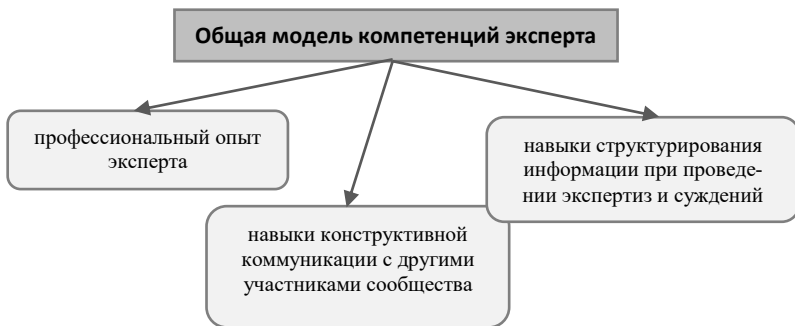 Общая модель компетенций эксперта
профессиональный опыт
эксперта
навыки конструктивной
коммуникации с другими
участниками сообщества
навыки структурирования
информации при проведе-
нии экспертиз и суждений